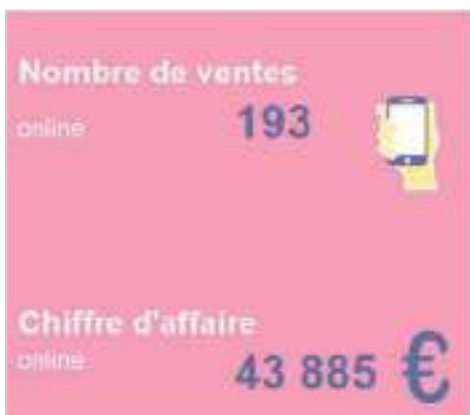 Nombre de ventes
online 193
Chiffre d'affaire
online
43 885 €